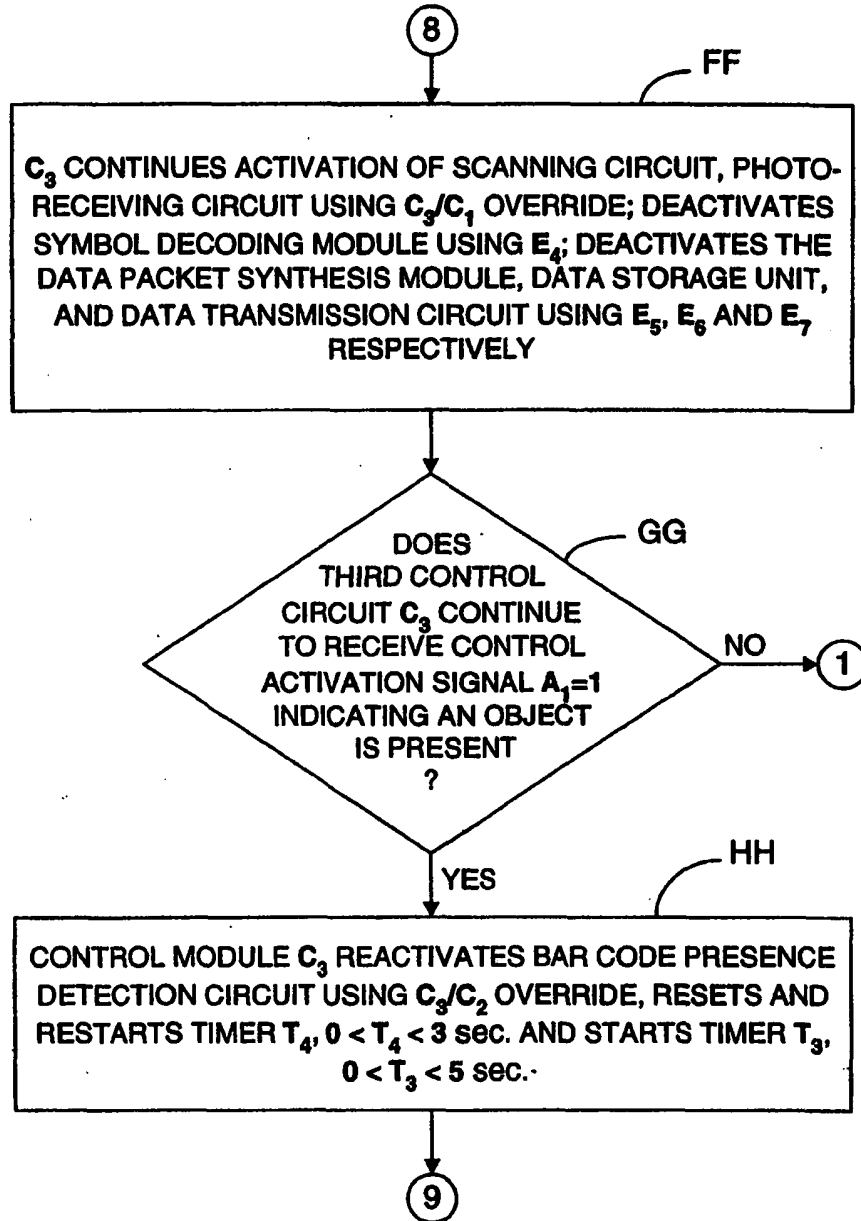 8
FF
C₃ CONTINUES ACTIVATION OF SCANNING CIRCUIT, PHOTO-
RECEIVING CIRCUIT USING C₃/C₁ OVERRIDE; DEACTIVATES
SYMBOL DECODING MODULE USING E₄; DEACTIVATES THE
DATA PACKET SYNTHESIS MODULE, DATA STORAGE UNIT,
AND DATA TRANSMISSION CIRCUIT USING E₅, E₆ AND E₇
RESPECTIVELY
GG
DOES
THIRD CONTROL
CIRCUIT C₃ CONTINUE
TO RECEIVE CONTROL
ACTIVATION SIGNAL A₁=1
INDICATING AN OBJECT
IS PRESENT
?
NO
1
YES
HH
CONTROL MODULE C₃ REACTIVATES BAR CODE PRESENCE
DETECTION CIRCUIT USING C₃/C₂ OVERRIDE, RESETS AND
RESTARTS TIMER T₄, 0 < T₄ < 3 sec. AND STARTS TIMER T₃,
0 < T₃ < 5 sec.
9